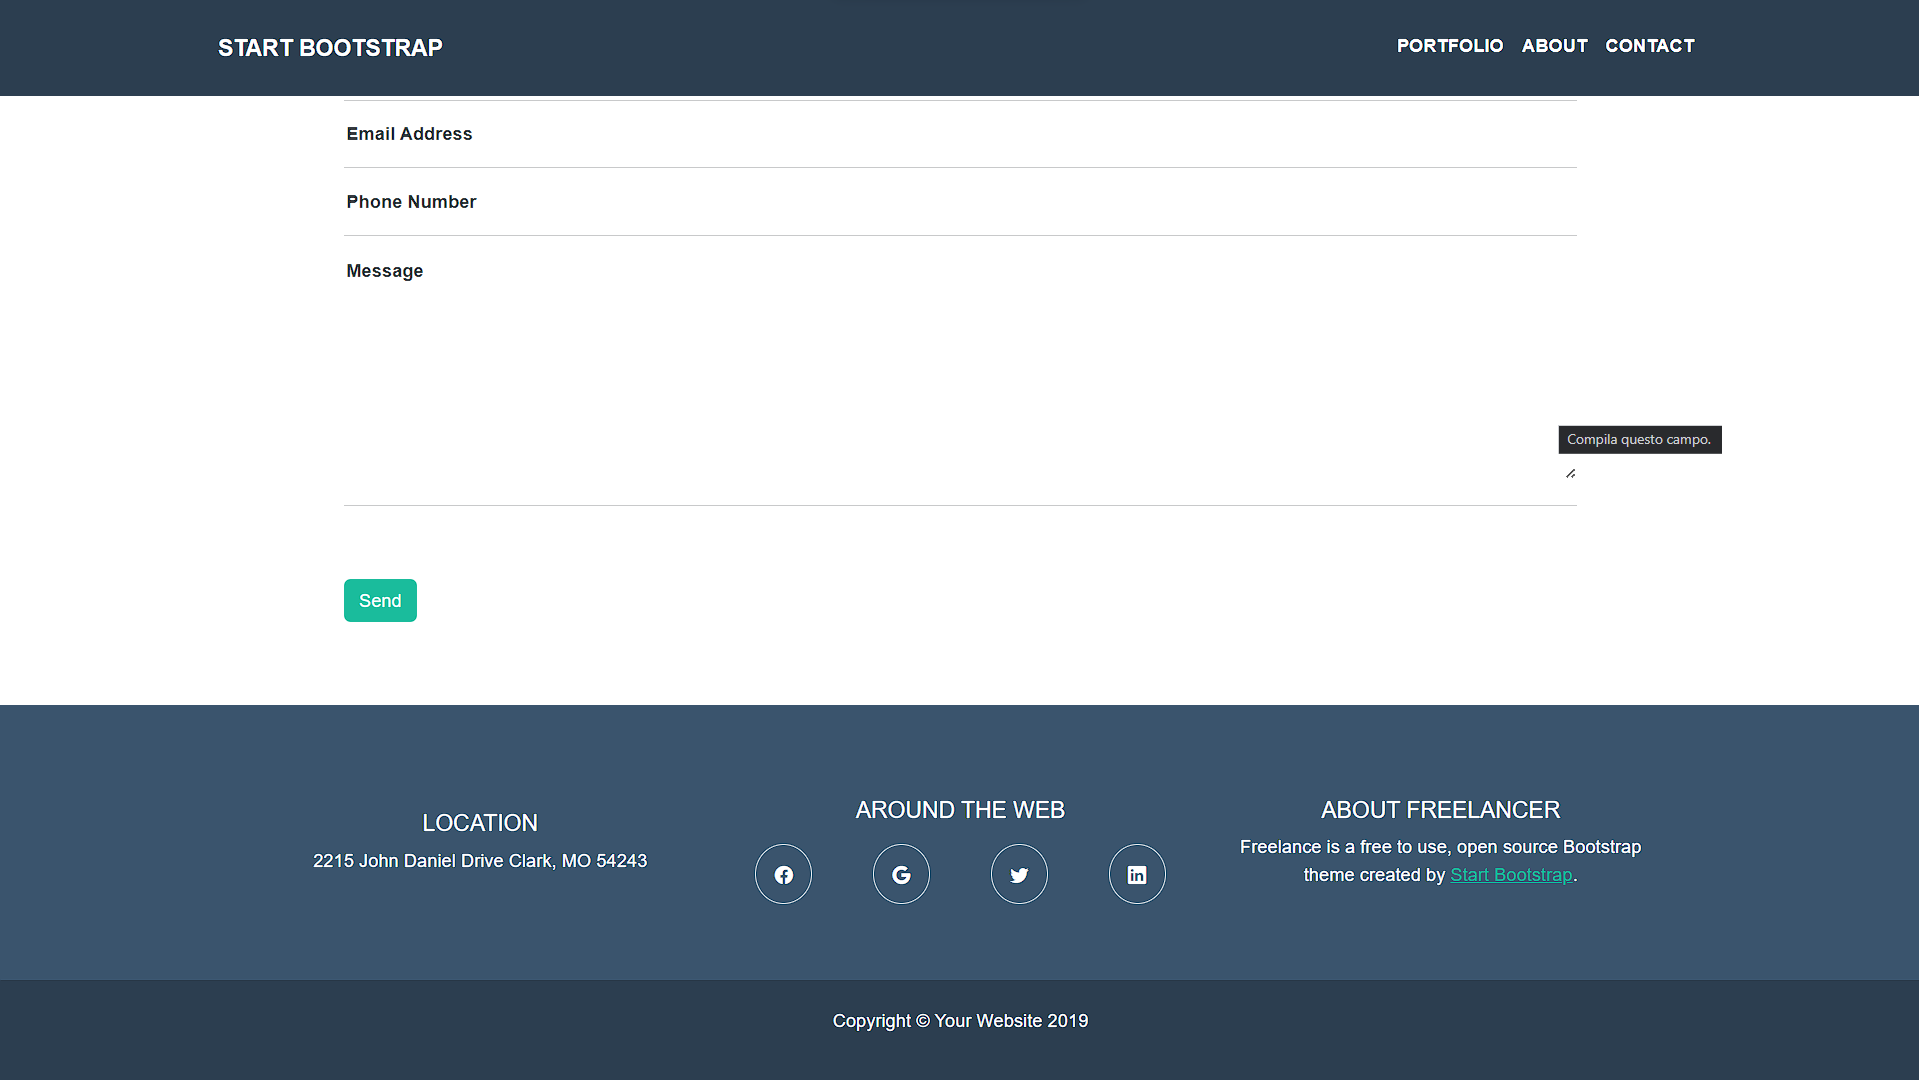 START BOOTSTRAP
PORTFOLIO ABOUT CONTACT
Email Address
Phone Number
Message
Compila questo campo.
Send
LOCATION
2215 John Daniel Drive Clark, MO 54243
AROUND THE WEB
ABOUT FREELANCER
Freelance is a free to use, open source Bootstrap
theme created by Start Bootstrap.
Copyright © Your Website 2019